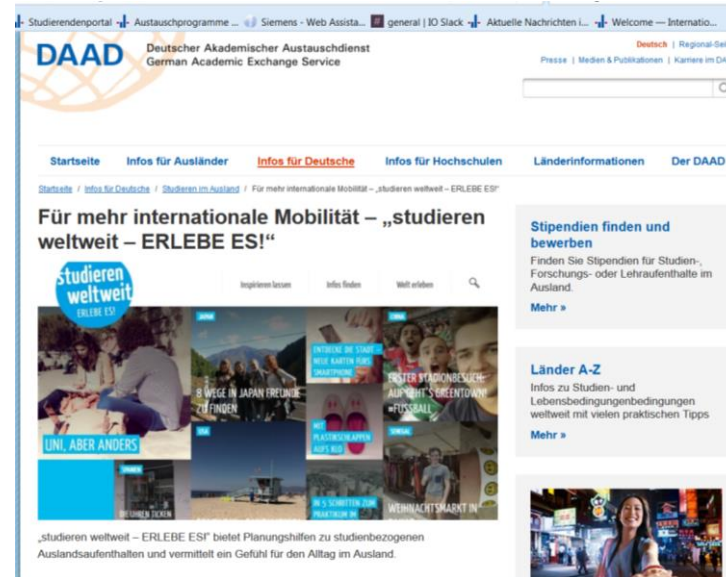 Studierendenportal Austauschprogramme ... Siemens - Web Assista... general | IO Slack Aktuelle Nachrichten i... Welcome — Internatio...
DAAD
Deutscher Akademischer Austauschdienst
German Academic Exchange Service
Deutsch | Regional-Sei
Presse | Medien & Publikationen | Karriere im DA
Startseite Infos für Ausländer Infos für Deutsche Infos für Hochschulen Länderinformationen Der DAAD
Startseite / Infos für Deutsche / Studieren im Ausland / Für mehr internationale Mobilität – „studieren weltweit – ERLEBE ES!“
Für mehr internationale Mobilität – „studieren
weltweit – ERLEBE ES!“
studieren
weltweit
ERLEBE ES!
Inspirieren lassen Infos finden Welt erleben
JAPAN
8 WEGE IN JAPAN FREUNDE
ZU FINDEN
ENTDECKE DIE STADT –
NEUE KARTEN FÜRS
SMARTPHONE
CHINA
ERSTER STADIONBESUCH:
AUF GEHT'S GREENTOWN!
#FUSSBALL
UNI, ABER ANDERS
SPANIEN
DIE UHREN TICKEN
USA
MIT
PLASTIKSCHLAPPEN
AUFS KLO
IN 5 SCHRITTEN ZUM
PRAKTIKUM IM
SENEGAL
WEIHNACHTSMARKT IN
„studieren weltweit – ERLEBE ES!“ bietet Planungshilfen zu studienbezogenen
Auslandsaufenthalten und vermittelt ein Gefühl für den Alltag im Ausland.
Stipendien finden und
bewerben
Finden Sie Stipendien für Studien-,
Forschungs- oder Lehraufenthalte im
Ausland.
Mehr »
Länder A-Z
Infos zu Studien- und
Lebensbedingungenbedingungen
weltweit mit vielen praktischen Tipps
Mehr »